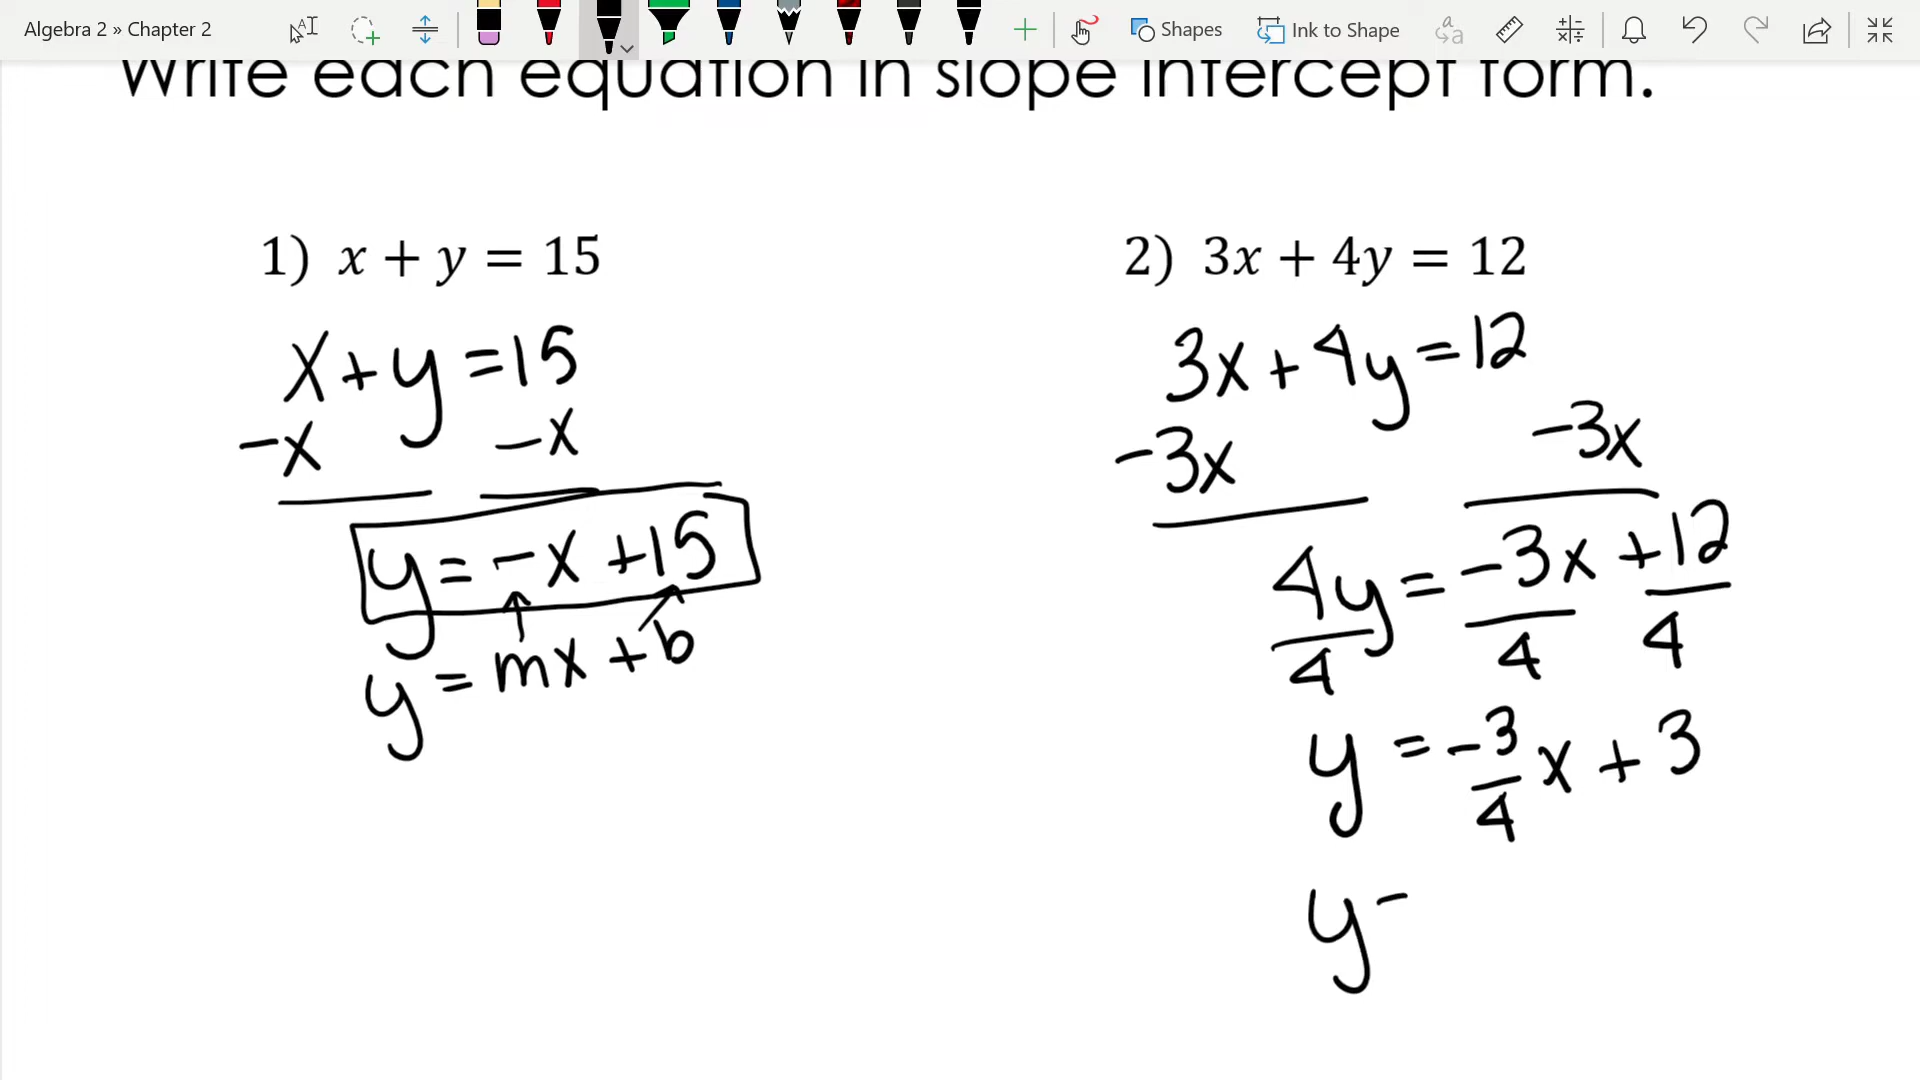 Algebra 2 » Chapter 2
Shapes
Ink to Shape
Write each equation in slope intercept form.
1) x + y = 15
x + y = 15
-x -x
y = -x + 15
y = mx + b
2) 3x + 4y = 12
3x + 4y = 12
-3x -3x
4y = -3x + 12
4 4 4
y = -3/4 x + 3
y -